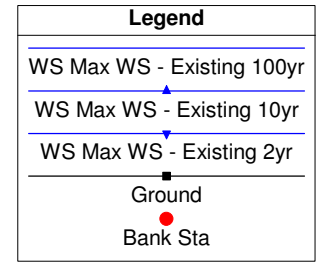 Legend
WS Max WS - Existing 100yr
WS Max WS - Existing 10yr
WS Max WS - Existing 2yr
Ground
Bank Sta